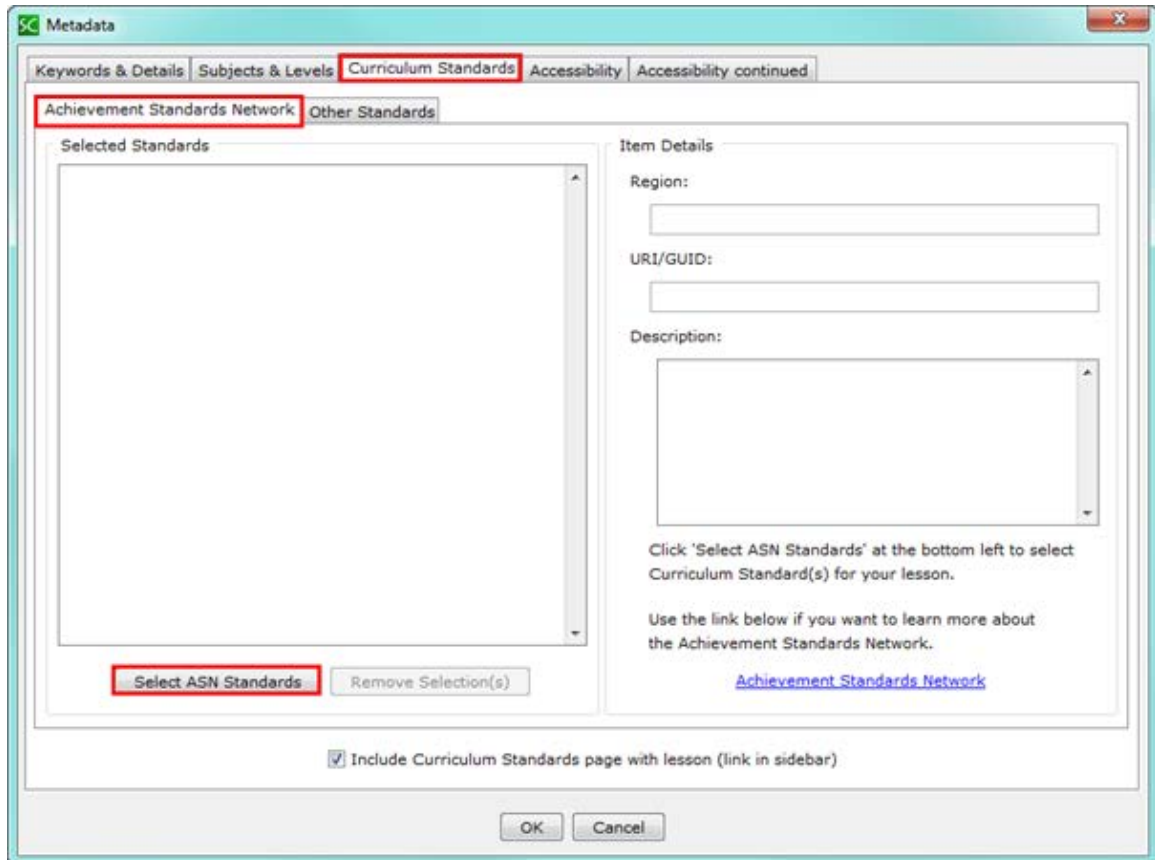 SC Metadata
Keywords & Details Subjects & Levels Curriculum Standards Accessibility Accessibility continued
Achievement Standards Network Other Standards
Selected Standards
Item Details
Region:
URI/GUID:
Description:
Click 'Select ASN Standards' at the bottom left to select
Curriculum Standard(s) for your lesson.
Use the link below if you want to learn more about
the Achievement Standards Network.
Select ASN Standards Remove Selection(s)
Achievement Standards Network
Include Curriculum Standards page with lesson (link in sidebar)
OK Cancel